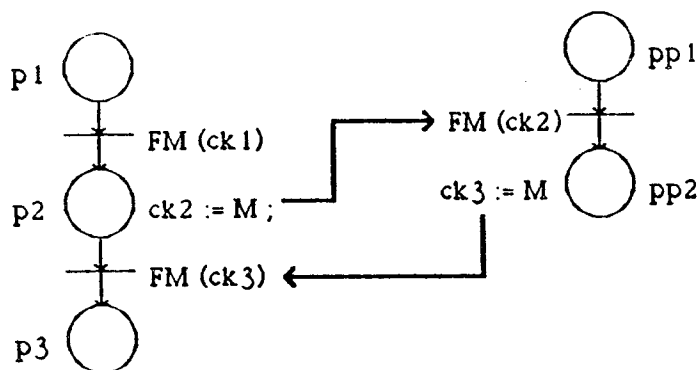 p1
FM (ck1)
p2
ck2 := M ;
FM (ck3)
p3
pp1
FM (ck2)
ck3 := M
pp2